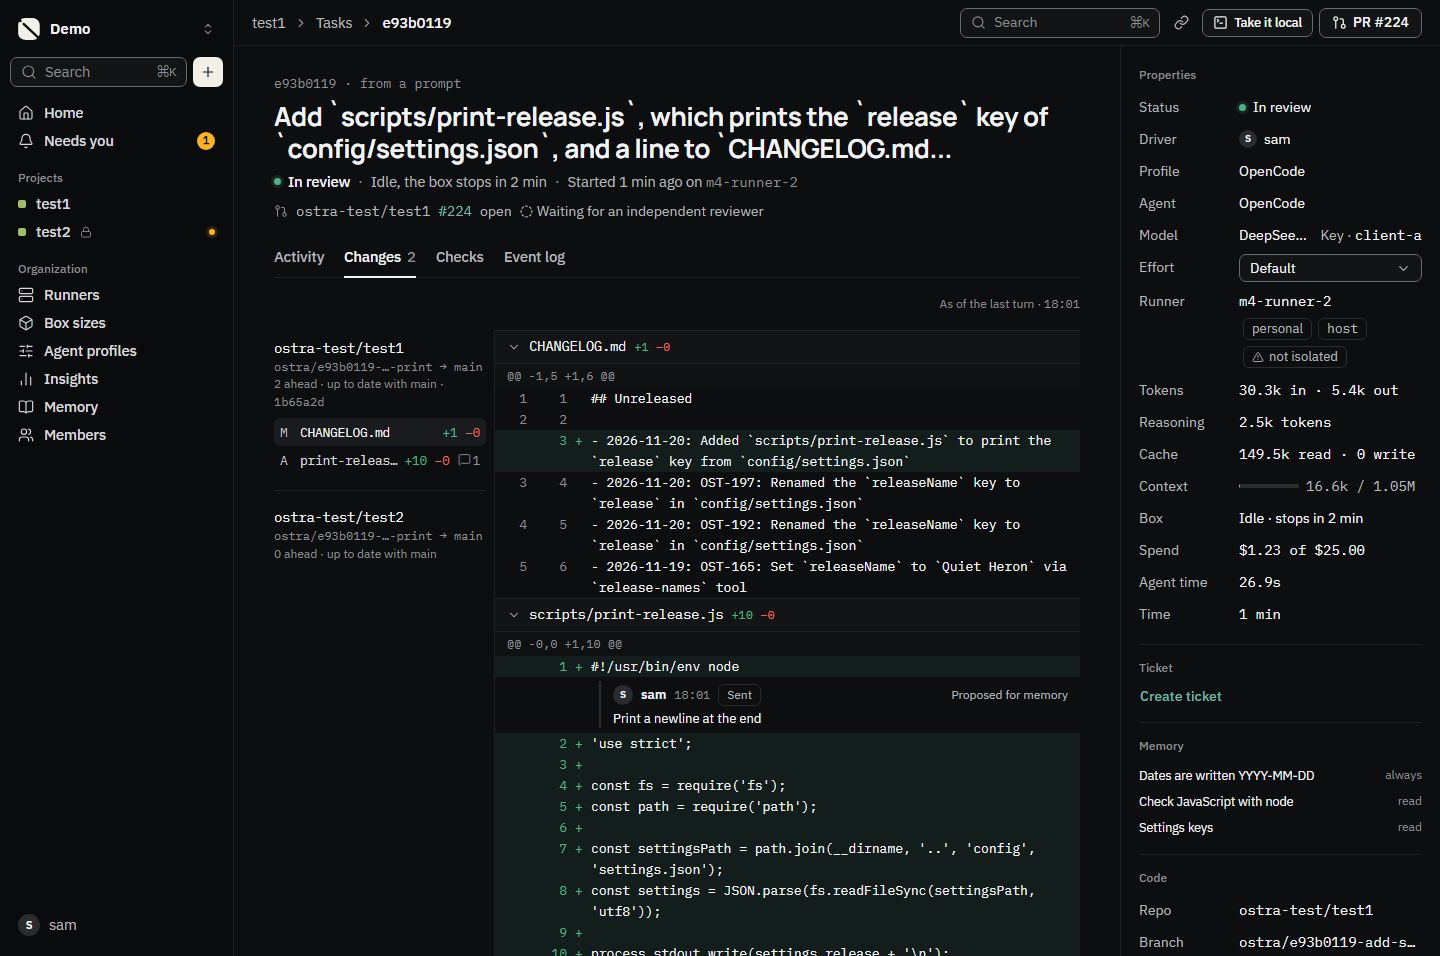 Demo
Search ⌘K
Home
Needs you 1
Projects
test1
test2
Organization
Runners
Box sizes
Agent profiles
Insights
Memory
Members
S sam
test1 > Tasks > e93b0119
Search ⌘K
Take it local
PR #224
e93b0119 · from a prompt
Add `scripts/print-release.js`, which prints the `release` key of
`config/settings.json`, and a line to `CHANGELOG.md...
In review · Idle, the box stops in 2 min · Started 1 min ago on m4-runner-2
ostra-test/test1 #224 open Waiting for an independent reviewer
Activity Changes 2 Checks Event log
As of the last turn · 18:01
ostra-test/test1
ostra/e93b0119-…-print → main
2 ahead · up to date with main ·
1b65a2d
M CHANGELOG.md +1 −0
A print-releas… +10 −0 1
ostra-test/test2
ostra/e93b0119-…-print → main
0 ahead · up to date with main
CHANGELOG.md +1 −0
@@ -1,5 +1,6 @@
1 1 ## Unreleased
2 2
3 + - 2026-11-20: Added `scripts/print-release.js` to print the
`release` key from `config/settings.json`
3 4 - 2026-11-20: OST-197: Renamed the `releaseName` key to
`release` in `config/settings.json`
4 5 - 2026-11-20: OST-192: Renamed the `releaseName` key to
`release` in `config/settings.json`
5 6 - 2026-11-19: OST-165: Set `releaseName` to `Quiet Heron` via
`release-names` tool
scripts/print-release.js +10 −0
@@ -0,0 +1,10 @@
1 + #!/usr/bin/env node
S sam 18:01 Sent Proposed for memory
Print a newline at the end
2 + 'use strict';
3 +
4 + const fs = require('fs');
5 + const path = require('path');
6 +
7 + const settingsPath = path.join(__dirname, '..', 'config',
'settings.json');
8 + const settings = JSON.parse(fs.readFileSync(settingsPath,
'utf8'));
9 +
10 + process.stdout.write(settings.release + '\n');
Properties
Status In review
Driver S sam
Profile OpenCode
Agent OpenCode
Model DeepSee... Key · client-a
Effort Default
Runner m4-runner-2
personal host
not isolated
Tokens 30.3k in · 5.4k out
Reasoning 2.5k tokens
Cache 149.5k read · 0 write
Context 16.6k / 1.05M
Box Idle · stops in 2 min
Spend $1.23 of $25.00
Agent time 26.9s
Time 1 min
Ticket
Create ticket
Memory
Dates are written YYYY-MM-DD always
Check JavaScript with node read
Settings keys read
Code
Repo ostra-test/test1
Branch ostra/e93b0119-add-s…